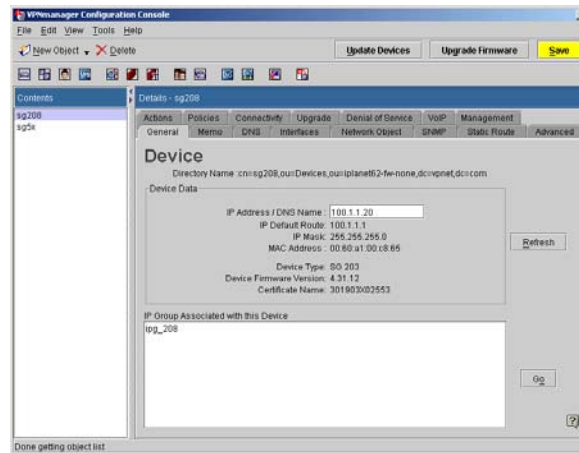 VPNmanager Configuration Console
File Edit View Tools Help
New Object Delete Update Devices Upgrade Firmware Save
Contents
sg208
sg5x
Details - sg208
Actions Policies Connectivity Upgrade Denial of Service VoIP Management
General Memo DNS Interfaces Network Object SNMP Static Route Advanced
Device
Directory Name :cn=sg208,ou=Devices,ou=iplanet62-fw-none,dc=vpnet,dc=com
Device Data
IP Address / DNS Name : 100.1.1.20
IP Default Route: 100.1.1.1
IP Mask: 255.255.255.0
MAC Address : 00:60:a1:00:c8:65
Refresh
Device Type: SG 203
Device Firmware Version: 4.31.12
Certificate Name: 301903X02553
IP Group Associated with this Device
ipg_208
Go
Done getting object list